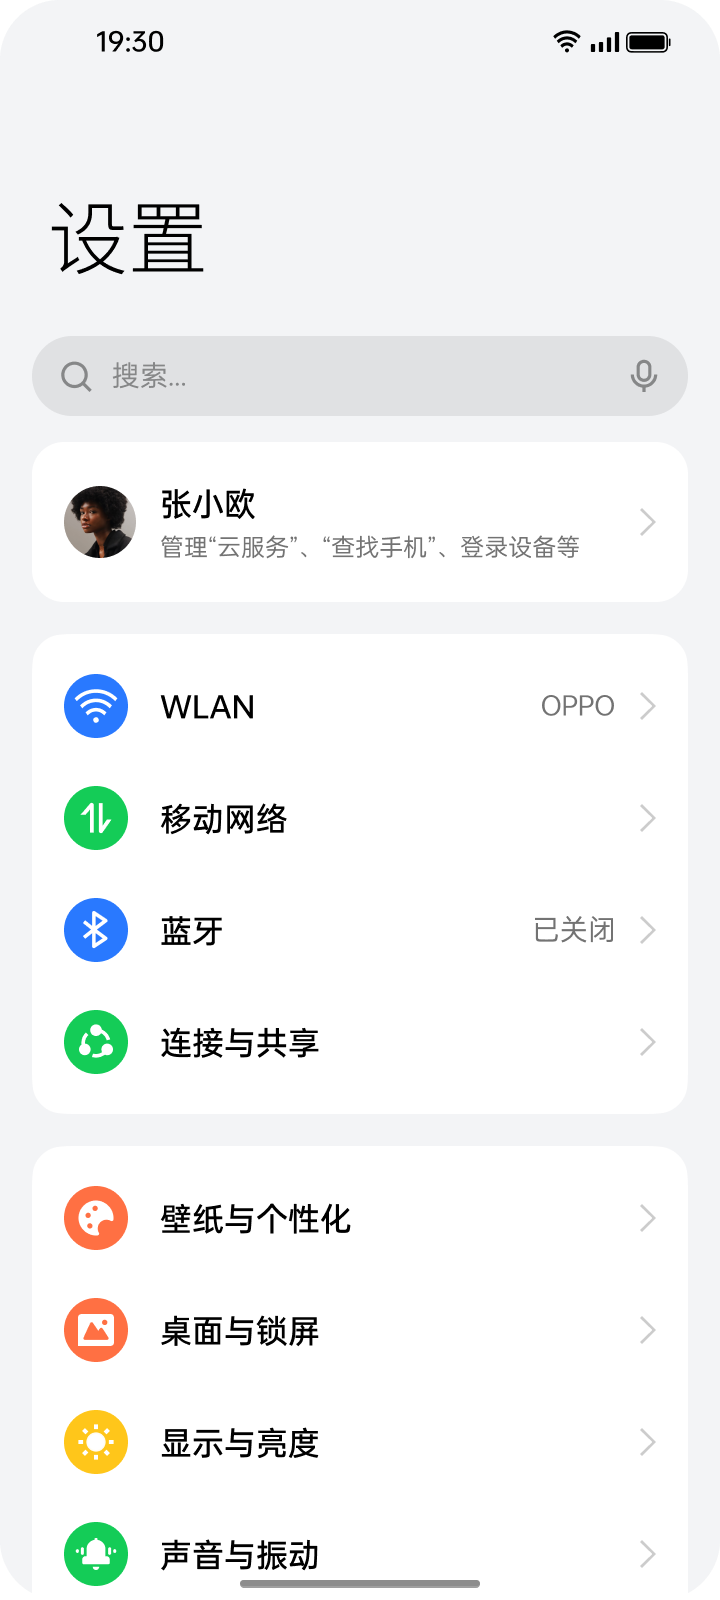 19:30
设置
搜索...
张小欧
管理“云服务”、“查找手机”、登录设备等
WLAN OPPO
移动网络
蓝牙 已关闭
连接与共享
壁纸与个性化
桌面与锁屏
显示与亮度
声音与振动